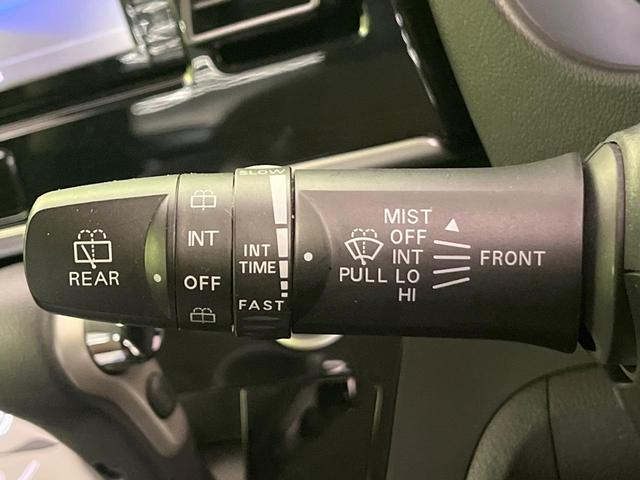 REAR
INT
OFF
SLOW
INT
TIME
FAST
PULL
MIST
OFF
INT
LO
HI
FRONT